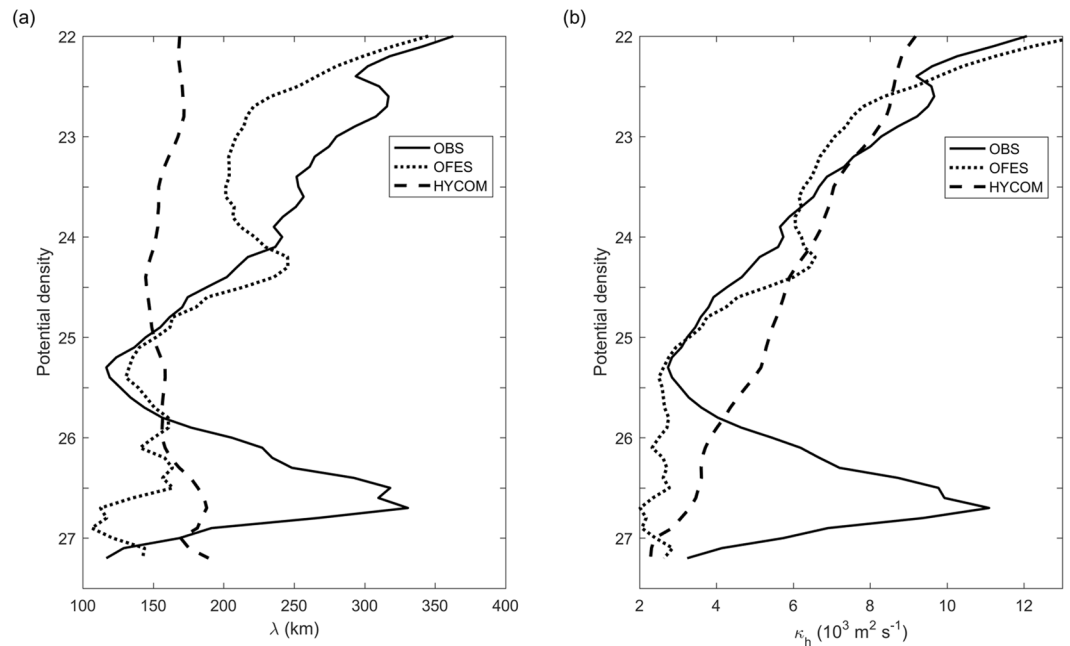 (a)
22
23
24
25
26
27
Potential density
100 150 200 250 300 350 400
λ (km)
OBS
OFES
HYCOM
(b)
22
23
24
25
26
27
Potential density
2 4 6 8 10 12
κh (10³ m² s⁻¹)
OBS
OFES
HYCOM